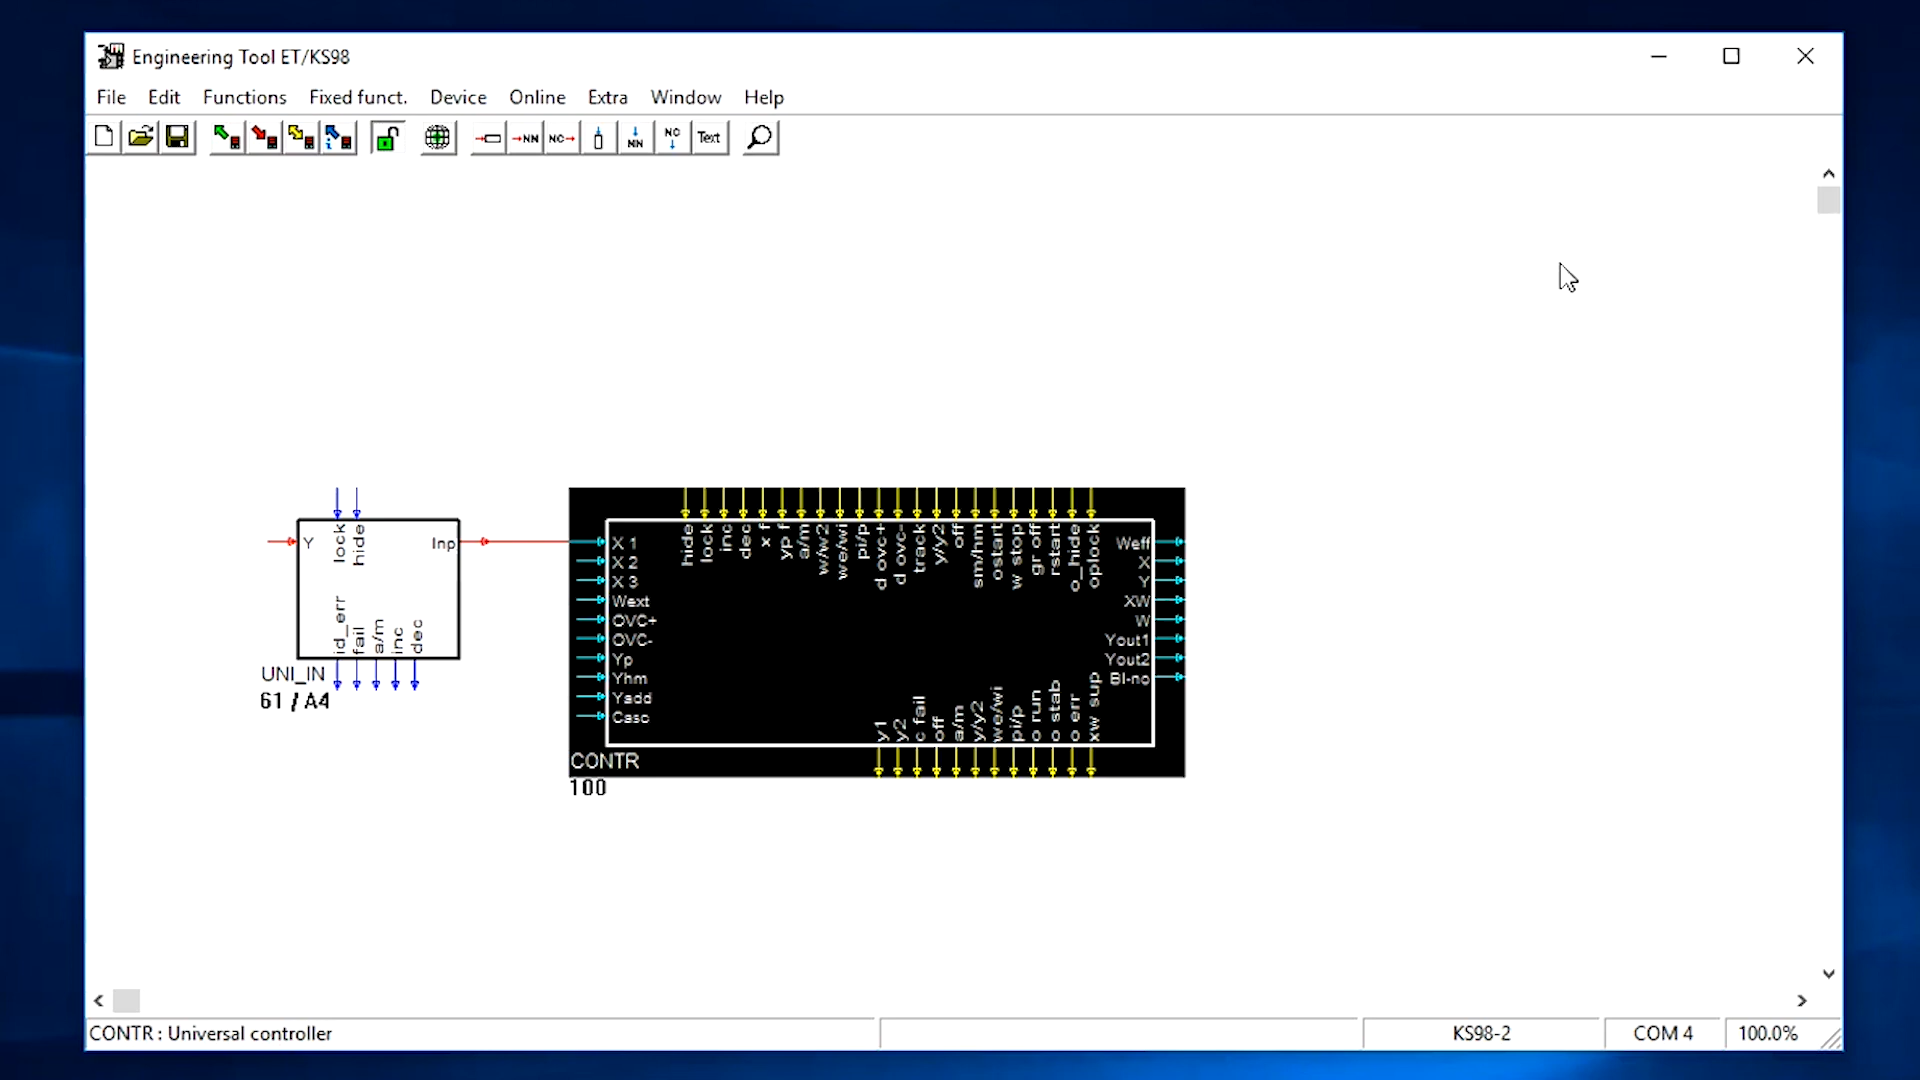 Engineering Tool ET/KS98
File Edit Functions Fixed funct. Device Online Extra Window Help
→NN NC→ NN NC Text
Y lock hide Inp
id_err fail a/m inc dec
UNI_IN
61 / A4
hide lock inc dec x f yp f a/m w/w2 we/wi pi/p d ovc+ d ovc- track y/y2 off sm/hm ostart w stop gr off rstart o_hide oplock
X 1
X 2
X 3
Wext
OVC+
OVC-
Yp
Yhm
Yadd
Casc
Weff
X
Y
XW
W
Yout1
Yout2
Bl-no
y1 y2 c fail off a/m y/y2 we/wi pi/p o run o stab o err xw sup
CONTR
100
CONTR : Universal controller KS98-2 COM 4 100.0%